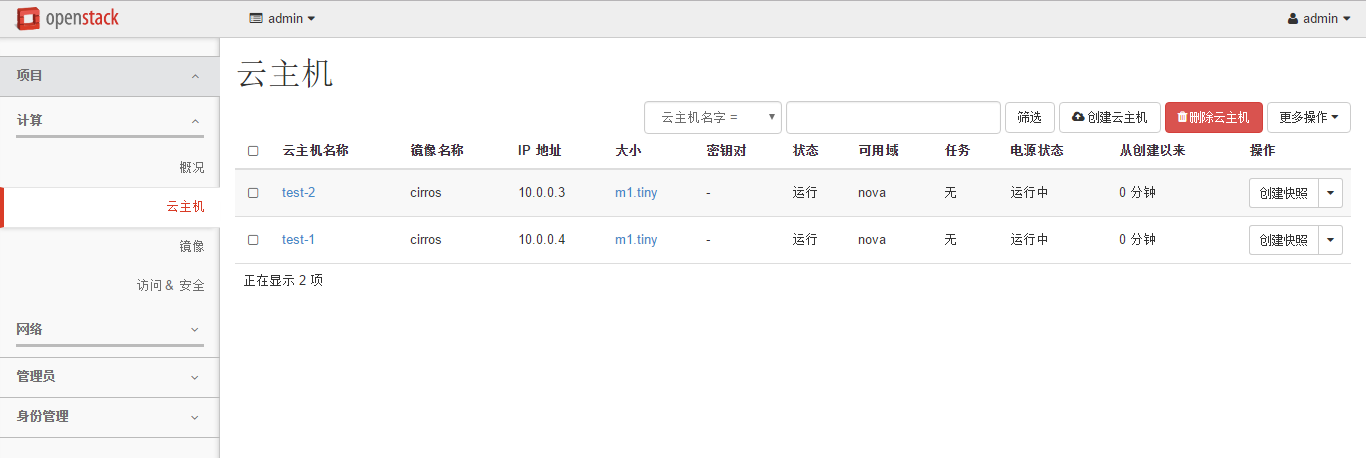 openstack admin admin
项目
云主机
计算
云主机名字 = 筛选 创建云主机 删除云主机 更多操作
云主机名称 镜像名称 IP 地址 大小 密钥对 状态 可用域 任务 电源状态 从创建以来 操作
概况
test-2 cirros 10.0.0.3 m1.tiny - 运行 nova 无 运行中 0 分钟 创建快照
云主机
test-1 cirros 10.0.0.4 m1.tiny - 运行 nova 无 运行中 0 分钟 创建快照
镜像
正在显示 2 项
访问 & 安全
网络
管理员
身份管理